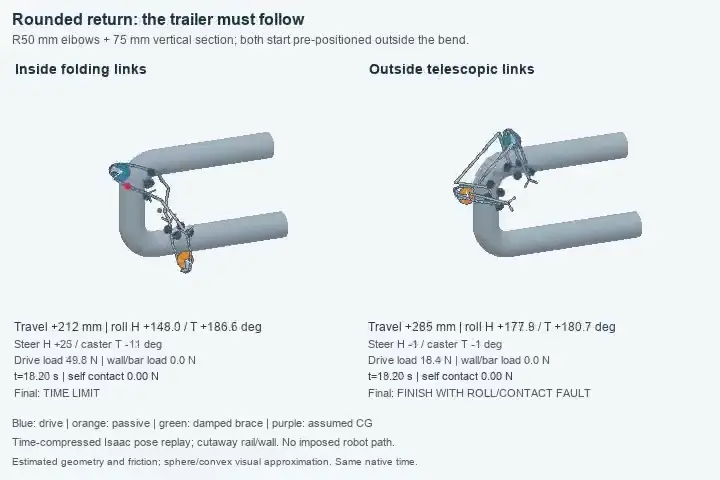 Rounded return: the trailer must follow
R50 mm elbows + 75 mm vertical section; both start pre-positioned outside the bend.
Inside folding links
Outside telescopic links
Travel +212 mm | roll H +148.0 / T +186.6 deg
Steer H +25 / caster T -11 deg
Drive load 49.8 N | wall/bar load 0.0 N
t=18.20 s | self contact 0.00 N
Final: TIME LIMIT
Travel +265 mm | roll H +177.9 / T +180.7 deg
Steer H -1 / caster T -1 deg
Drive load 18.4 N | wall/bar load 0.0 N
t=18.20 s | self contact 0.00 N
Final: FINISH WITH ROLL/CONTACT FAULT
Blue: drive | orange: passive | green: damped brace | purple: assumed CG
Time-compressed Isaac pose replay; cutaway rail/wall. No imposed robot path.
Estimated geometry and friction; sphere/convex visual approximation. Same native time.